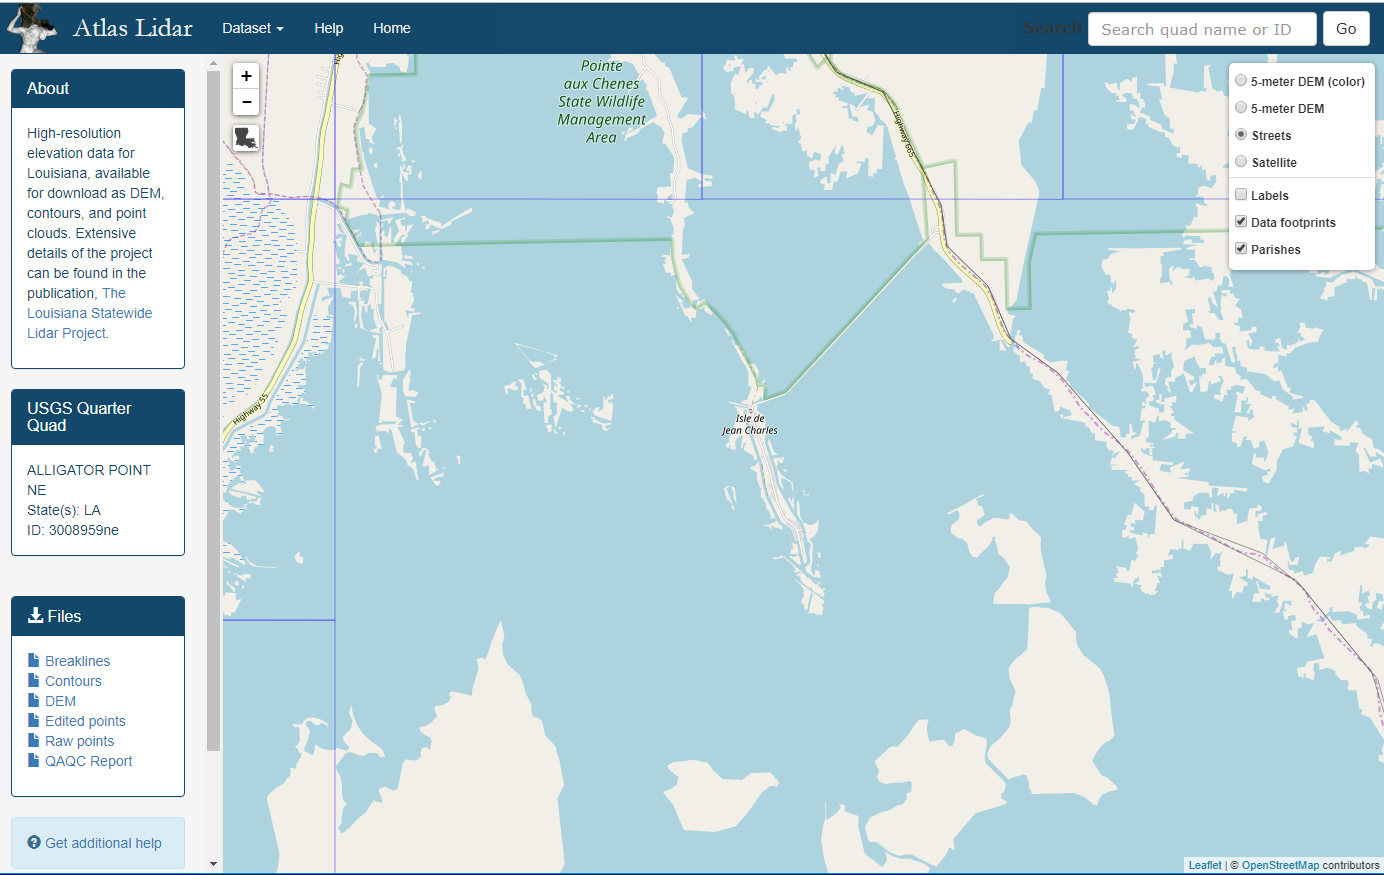 Atlas Lidar
Dataset
Help
Home
Search
Search quad name or ID
Go
About
High-resolution
elevation data for
Louisiana, available
for download as DEM,
contours, and point
clouds. Extensive
details of the project
can be found in the
publication, The
Louisiana Statewide
Lidar Project.
USGS Quarter
Quad
ALLIGATOR POINT
NE
State(s): LA
ID: 3008959ne
Files
Breaklines
Contours
DEM
Edited points
Raw points
QAQC Report
Get additional help
+
−
Pointe
aux Chenes
State Wildlife
Management
Area
Highway 665
Highway 55
Isle de
Jean Charles
5-meter DEM (color)
5-meter DEM
Streets
Satellite
Labels
Data footprints
Parishes
Leaflet | © OpenStreetMap contributors